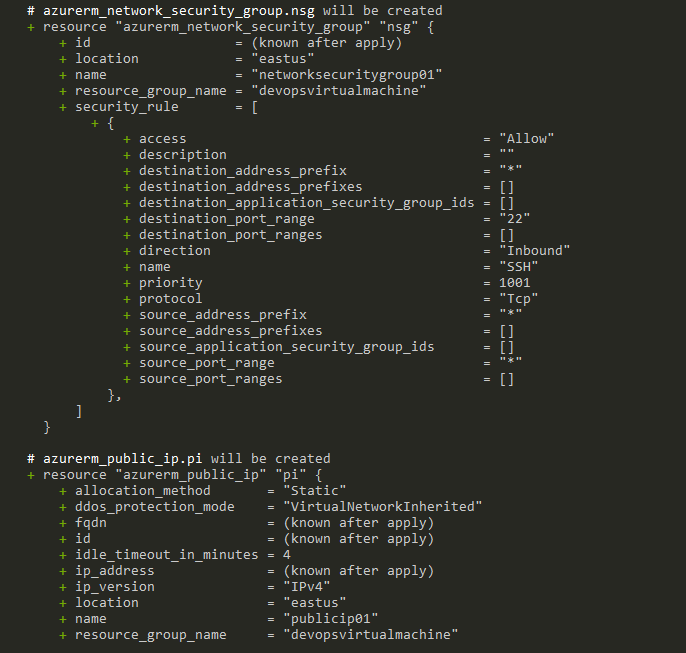 # azurerm_network_security_group.nsg will be created
+ resource "azurerm_network_security_group" "nsg" {
+ id = (known after apply)
+ location = "eastus"
+ name = "networksecuritygroup01"
+ resource_group_name = "devopsvirtualmachine"
+ security_rule = [
+ {
+ access = "Allow"
+ description = ""
+ destination_address_prefix = "*"
+ destination_address_prefixes = []
+ destination_application_security_group_ids = []
+ destination_port_range = "22"
+ destination_port_ranges = []
+ direction = "Inbound"
+ name = "SSH"
+ priority = 1001
+ protocol = "Tcp"
+ source_address_prefix = "*"
+ source_address_prefixes = []
+ source_application_security_group_ids = []
+ source_port_range = "*"
+ source_port_ranges = []
},
]
}
# azurerm_public_ip.pi will be created
+ resource "azurerm_public_ip" "pi" {
+ allocation_method = "Static"
+ ddos_protection_mode = "VirtualNetworkInherited"
+ fqdn = (known after apply)
+ id = (known after apply)
+ idle_timeout_in_minutes = 4
+ ip_address = (known after apply)
+ ip_version = "IPv4"
+ location = "eastus"
+ name = "publicip01"
+ resource_group_name = "devopsvirtualmachine"